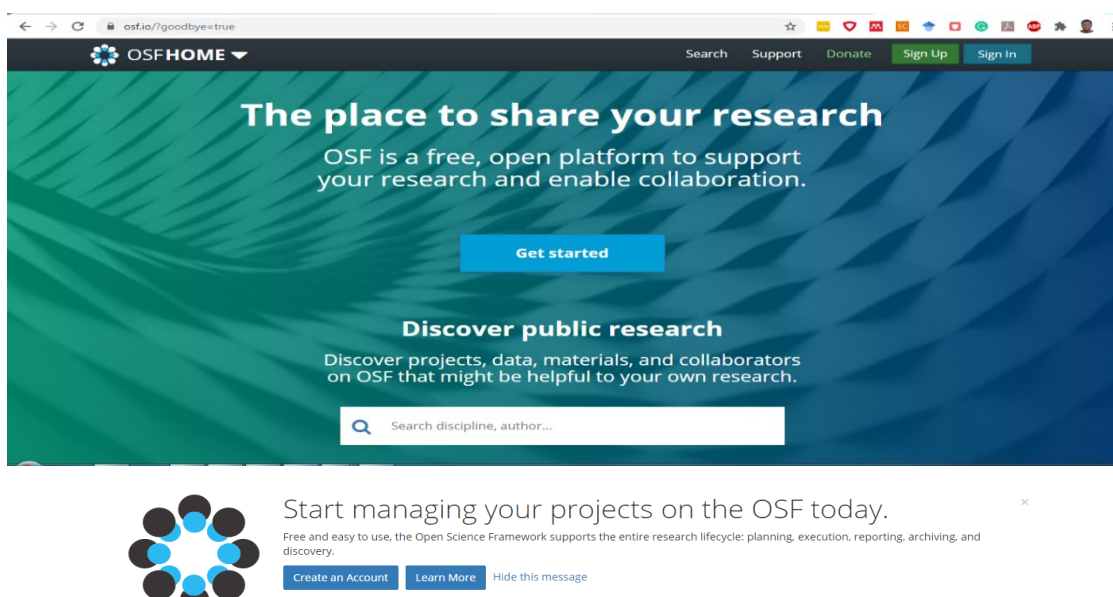 osf.io/?goodbye=true
OSFHOME
Search Support Donate Sign Up Sign In
The place to share your research
OSF is a free, open platform to support
your research and enable collaboration.
Get started
Discover public research
Discover projects, data, materials, and collaborators
on OSF that might be helpful to your own research.
Search discipline, author...
Start managing your projects on the OSF today.
Free and easy to use, the Open Science Framework supports the entire research lifecycle: planning, execution, reporting, archiving, and
discovery.
Create an Account Learn More Hide this message